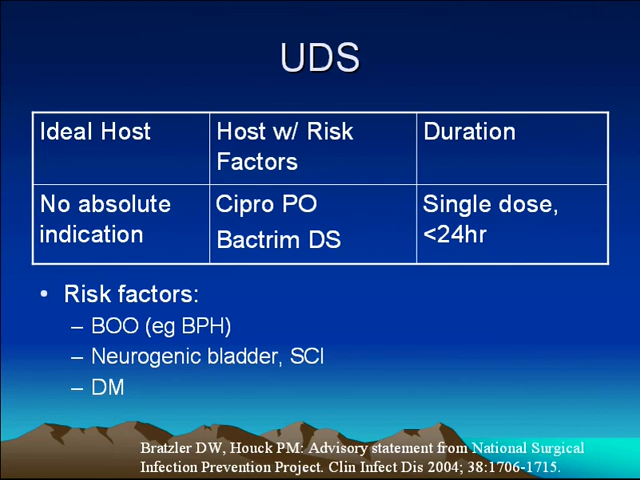 UDS
Ideal Host
Host w/ Risk
Factors
Duration
No absolute
indication
Cipro PO
Bactrim DS
Single dose,
<24hr
• Risk factors:
– BOO (eg BPH)
– Neurogenic bladder, SCI
– DM
Bratzler DW, Houck PM: Advisory statement from National Surgical
Infection Prevention Project. Clin Infect Dis 2004; 38:1706-1715.